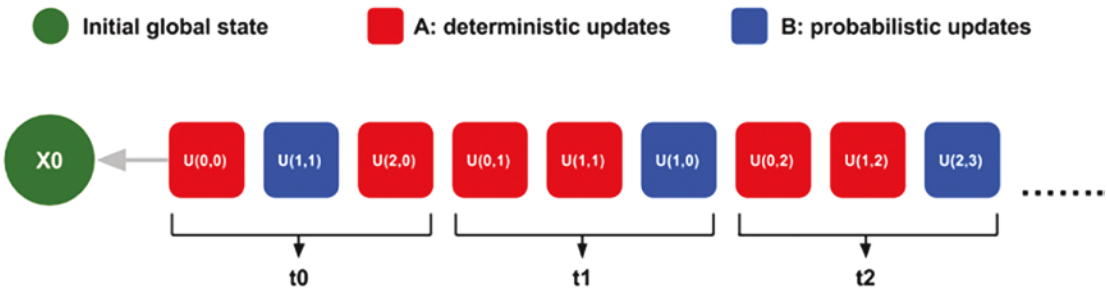 Initial global state A: deterministic updates B: probabilistic updates
X0 U(0,0) U(1,1) U(2,0) U(0,1) U(1,1) U(1,0) U(0,2) U(1,2) U(2,3)
t0 t1 t2